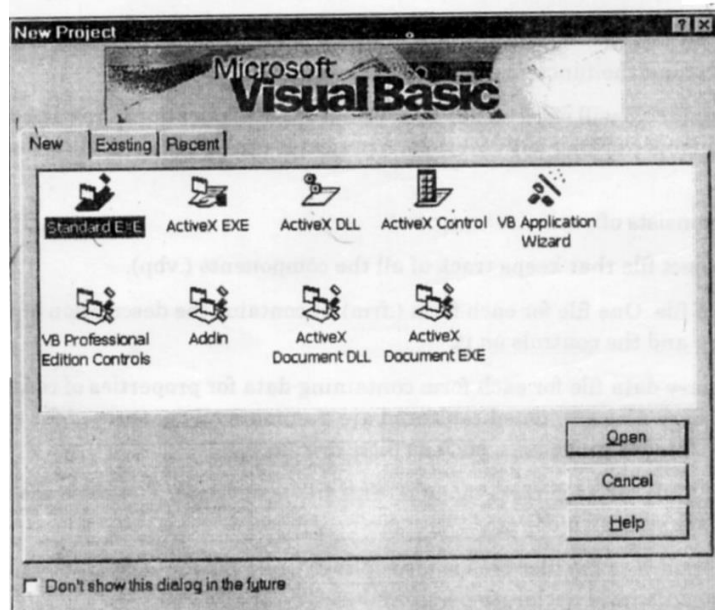 New Project
Microsoft
Visual Basic
New Existing Recent
Standard EXE ActiveX EXE ActiveX DLL ActiveX Control VB Application Wizard
VB Professional Edition Controls Addin ActiveX Document DLL ActiveX Document EXE
Open
Cancel
Help
Don't show this dialog in the future